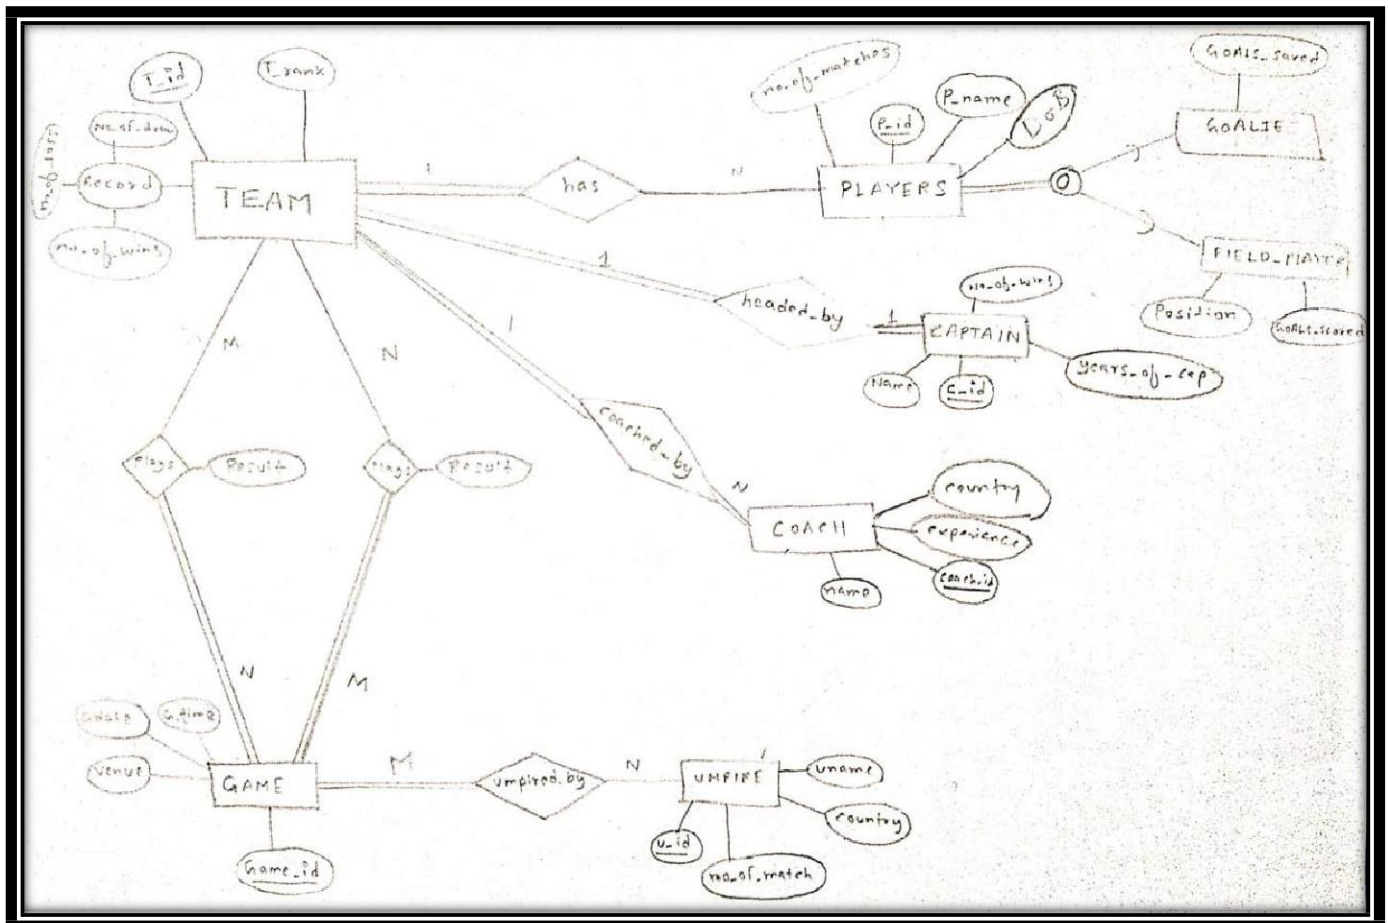 T_id
T_rank
no_of_matches
P_id
P_name
DOB
GOALS_saved
GOALIE
Record
no_of_wins
TEAM
1
has
N
PLAYERS
O
FIELD_PLAYER
Position
GOALS_scored
1
headed_by
1
CAPTAIN
no_of_wins
Name
C_id
years_of_cap
M
N
1
coached_by
N
COACH
country
experience
coach_id
name
Plays
Result
Plays
Result
N
M
G_time
Venue
GAME
Game_id
M
umpired_by
N
UMPIRE
uname
country
u_id
no_of_match